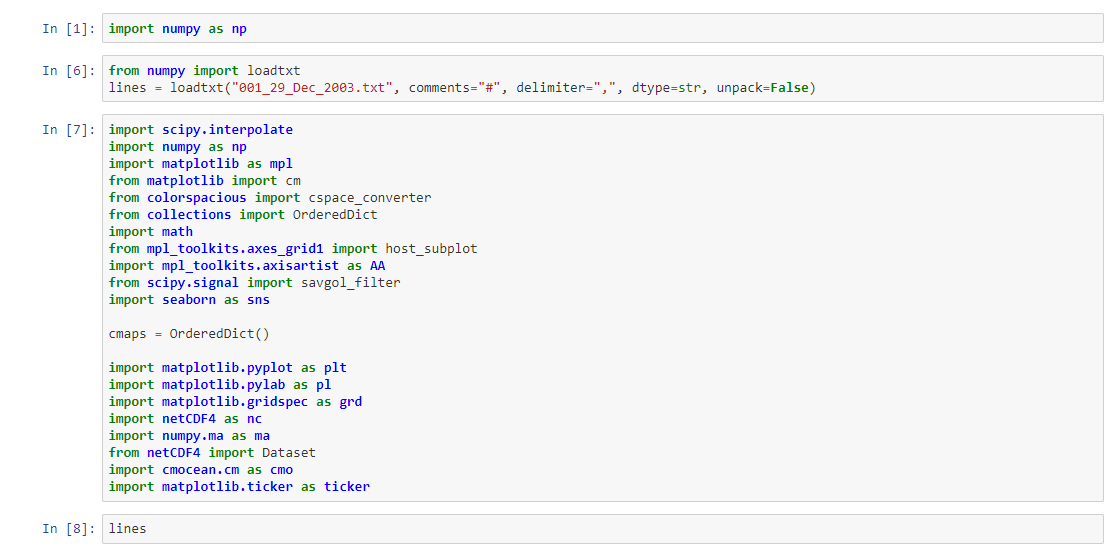 In [1]: import numpy as np
In [6]: from numpy import loadtxt
lines = loadtxt("001_29_Dec_2003.txt", comments="#", delimiter=",", dtype=str, unpack=False)
In [7]: import scipy.interpolate
import numpy as np
import matplotlib as mpl
from matplotlib import cm
from colorspacious import cspace_converter
from collections import OrderedDict
import math
from mpl_toolkits.axes_grid1 import host_subplot
import mpl_toolkits.axisartist as AA
from scipy.signal import savgol_filter
import seaborn as sns
cmaps = OrderedDict()
import matplotlib.pyplot as plt
import matplotlib.pylab as pl
import matplotlib.gridspec as grd
import netCDF4 as nc
import numpy.ma as ma
from netCDF4 import Dataset
import cmocean.cm as cmo
import matplotlib.ticker as ticker
In [8]: lines